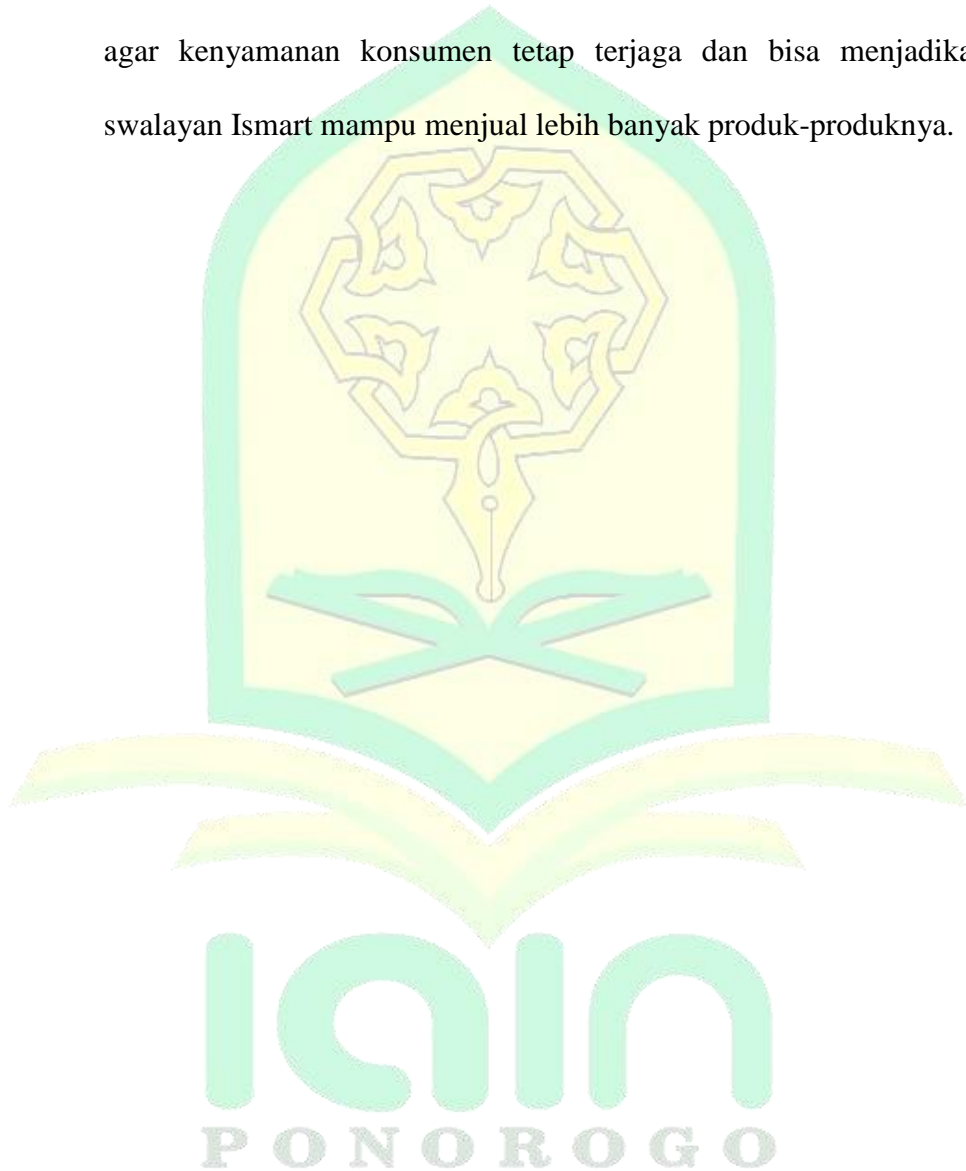 agar kenyamanan konsumen tetap terjaga dan bisa menjadika
swalayan Ismart mampu menjual lebih banyak produk-produknya.
iain
PONOROGO